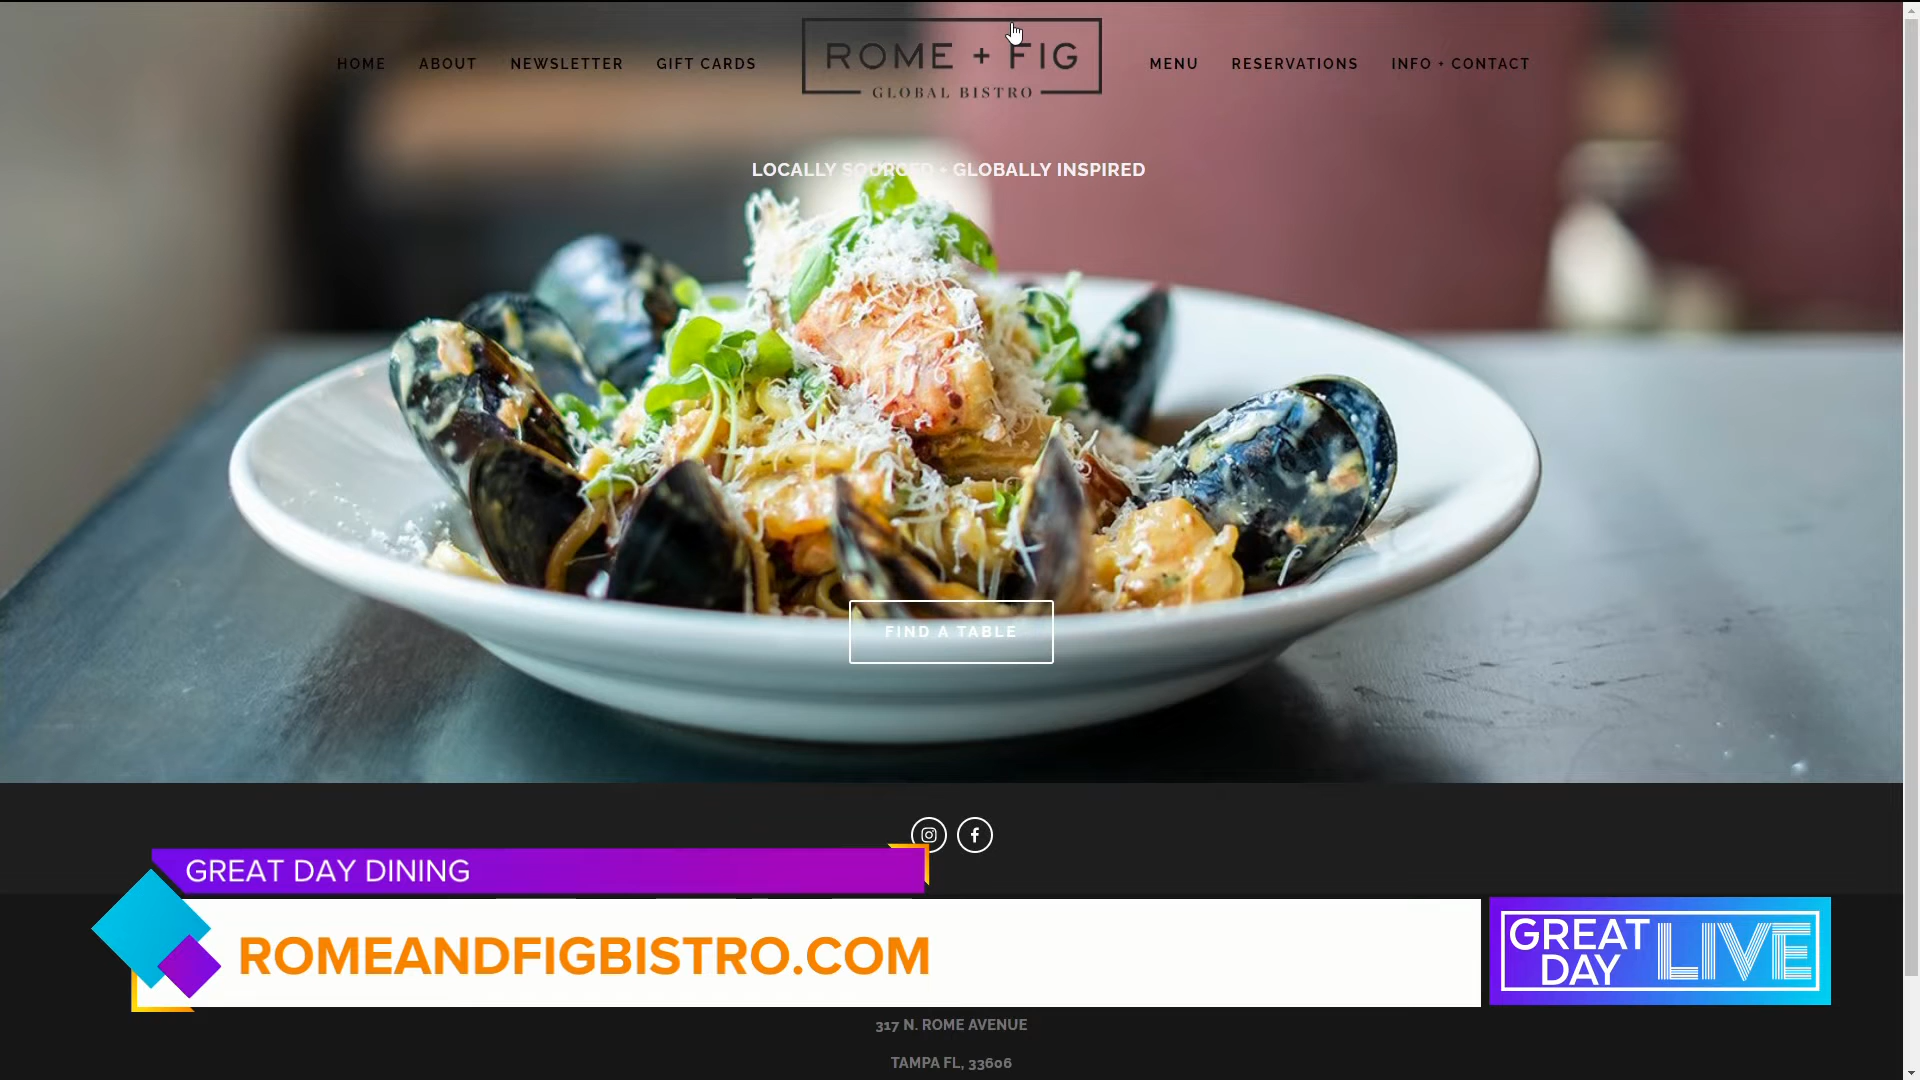 HOME ABOUT NEWSLETTER GIFT CARDS
ROME + FIG
GLOBAL BISTRO
MENU RESERVATIONS INFO + CONTACT
LOCALLY SOURCED + GLOBALLY INSPIRED
FIND A TABLE
GREAT DAY DINING
ROMEANDFIGBISTRO.COM
GREAT DAY LIVE
317 N. ROME AVENUE
TAMPA FL, 33606